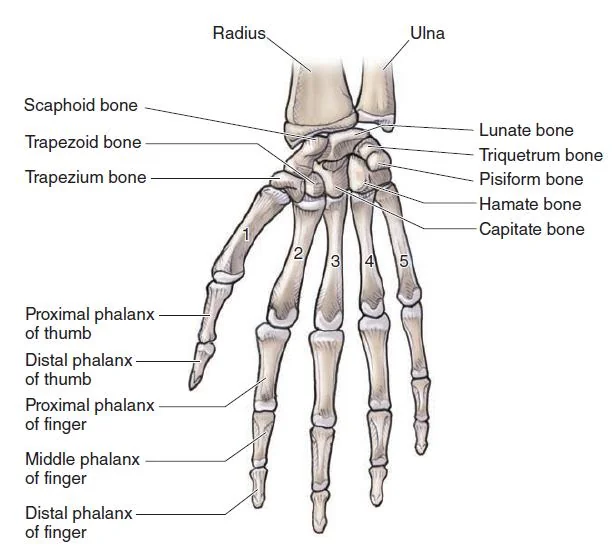 Radius
Ulna
Scaphoid bone
Trapezoid bone
Trapezium bone
Lunate bone
Triquetrum bone
Pisiform bone
Hamate bone
Capitate bone
1
2
3
4
5
Proximal phalanx
of thumb
Distal phalanx
of thumb
Proximal phalanx
of finger
Middle phalanx
of finger
Distal phalanx
of finger